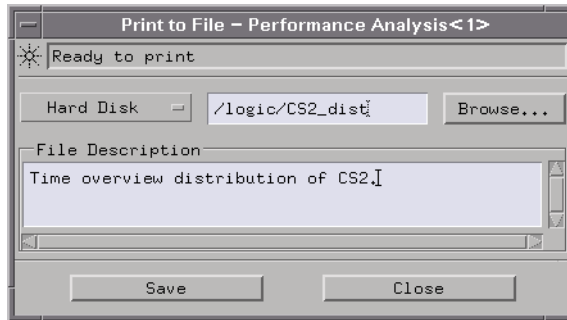 Print to File – Performance Analysis<1>
Ready to print
Hard Disk /logic/CS2_dist Browse...
File Description
Time overview distribution of CS2.
Save Close